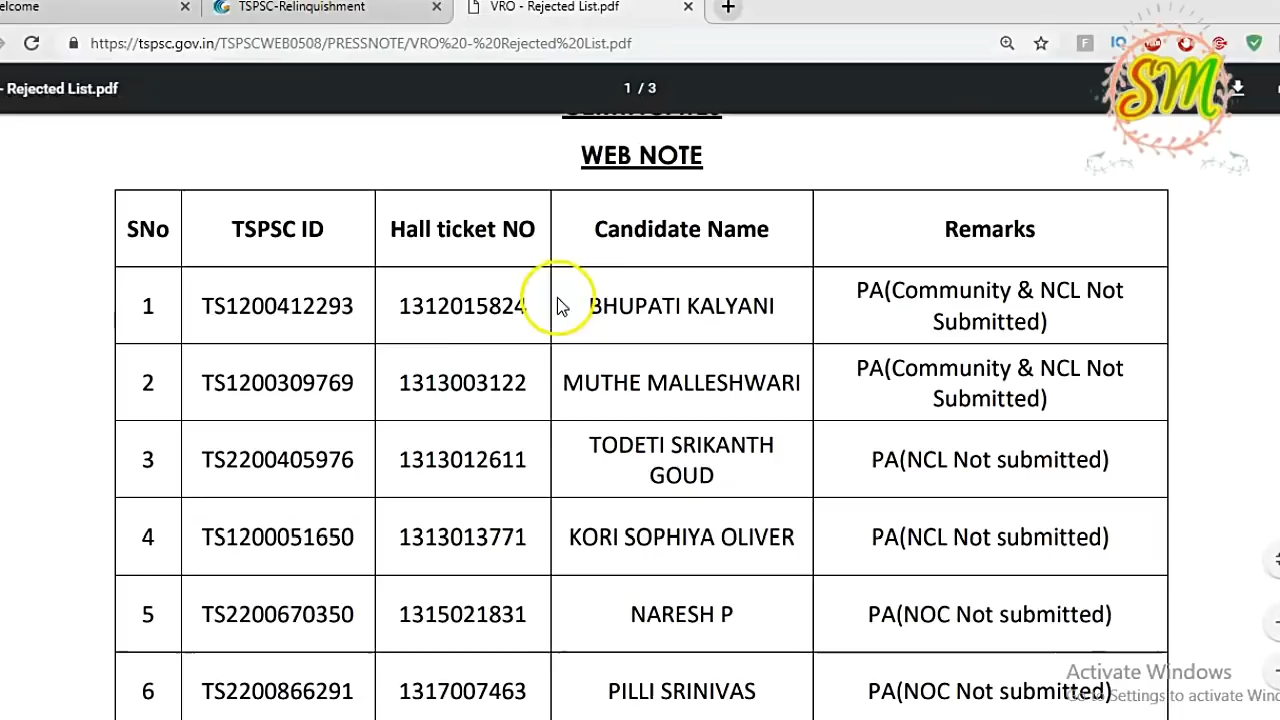 elcome
TSPSC-Relinquishment
VRO - Rejected List.pdf
https://tspsc.gov.in/TSPSCWEB0508/PRESSNOTE/VRO%20-%20Rejected%20List.pdf
- Rejected List.pdf
1 / 3
SM
WEB NOTE
SNo TSPSC ID Hall ticket NO Candidate Name Remarks
1 TS1200412293 1312015824 BHUPATI KALYANI PA(Community & NCL Not
Submitted)
2 TS1200309769 1313003122 MUTHE MALLESHWARI PA(Community & NCL Not
Submitted)
3 TS2200405976 1313012611 TODETI SRIKANTH
GOUD PA(NCL Not submitted)
4 TS1200051650 1313013771 KORI SOPHIYA OLIVER PA(NCL Not submitted)
5 TS2200670350 1315021831 NARESH P PA(NOC Not submitted)
6 TS2200866291 1317007463 PILLI SRINIVAS PA(NOC Not submitted)
Activate Windows
Go to Settings to activate Wind